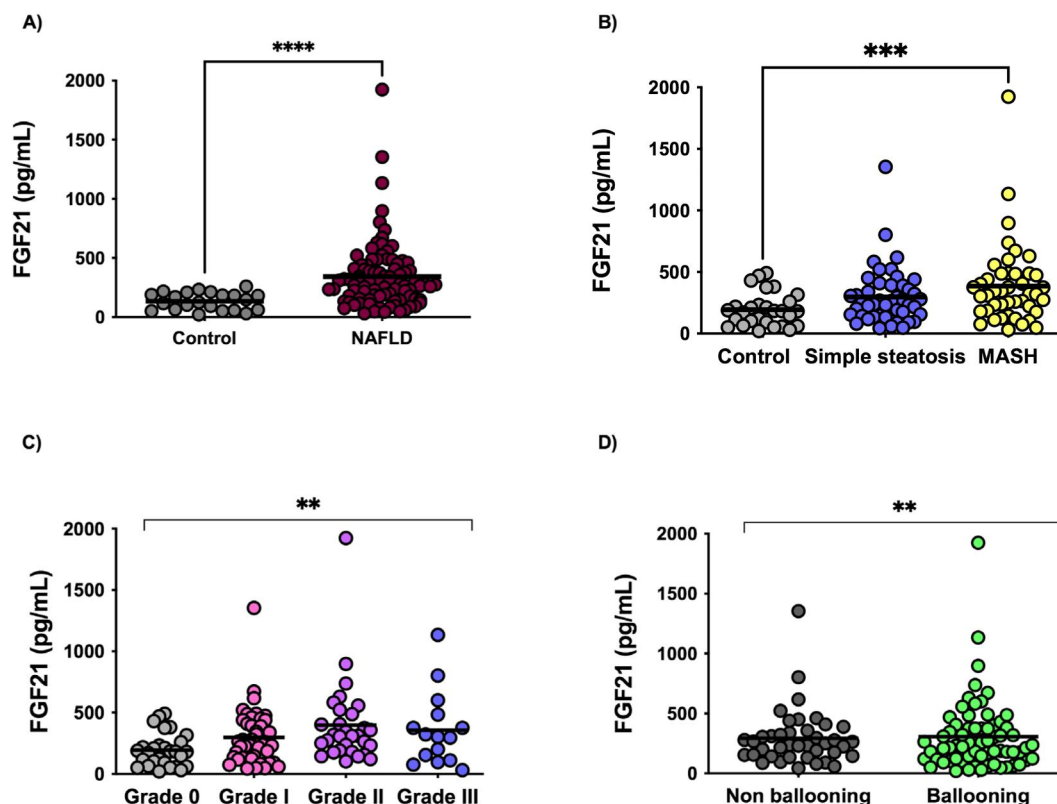 A)
****
2000
1500
1000
500
0
FGF21 (pg/mL)
Control NAFLD
B)
***
2000
1500
1000
500
0
FGF21 (pg/mL)
Control Simple steatosis MASH
C)
**
2000
1500
1000
500
0
FGF21 (pg/mL)
Grade 0 Grade I Grade II Grade III
D)
**
2000
1500
1000
500
0
FGF21 (pg/mL)
Non ballooning Ballooning